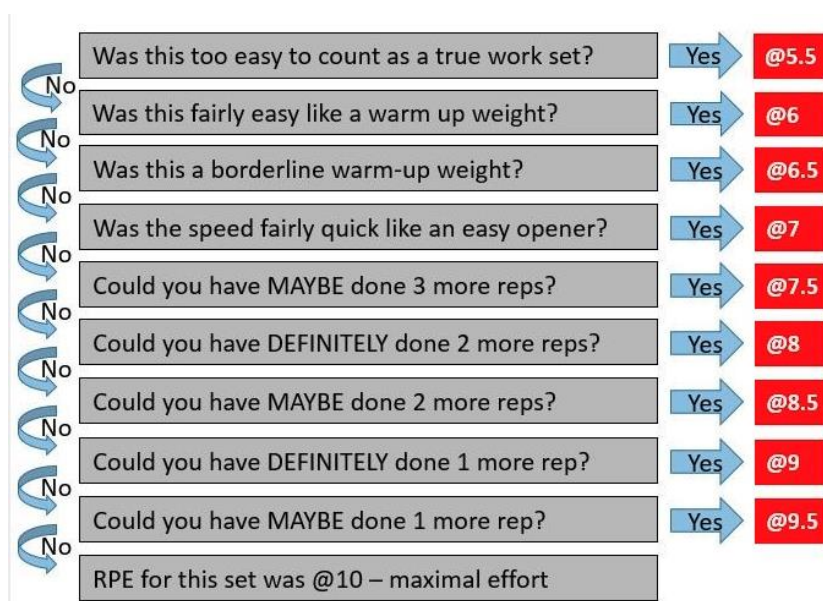 Was this too easy to count as a true work set? Yes @5.5
No
Was this fairly easy like a warm up weight? Yes @6
No
Was this a borderline warm-up weight? Yes @6.5
No
Was the speed fairly quick like an easy opener? Yes @7
No
Could you have MAYBE done 3 more reps? Yes @7.5
No
Could you have DEFINITELY done 2 more reps? Yes @8
No
Could you have MAYBE done 2 more reps? Yes @8.5
No
Could you have DEFINITELY done 1 more rep? Yes @9
No
Could you have MAYBE done 1 more rep? Yes @9.5
No
RPE for this set was @10 – maximal effort